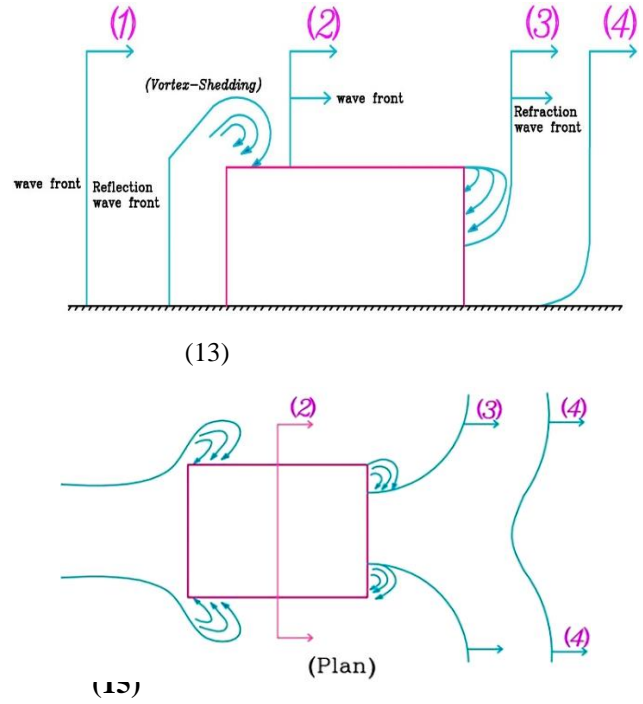 (1) (2) (3) (4)
(Vortex-Shedding)
wave front
Refraction
wave front
wave front
Reflection
wave front
(13)
(2) (3) (4)
(4)
(Plan)